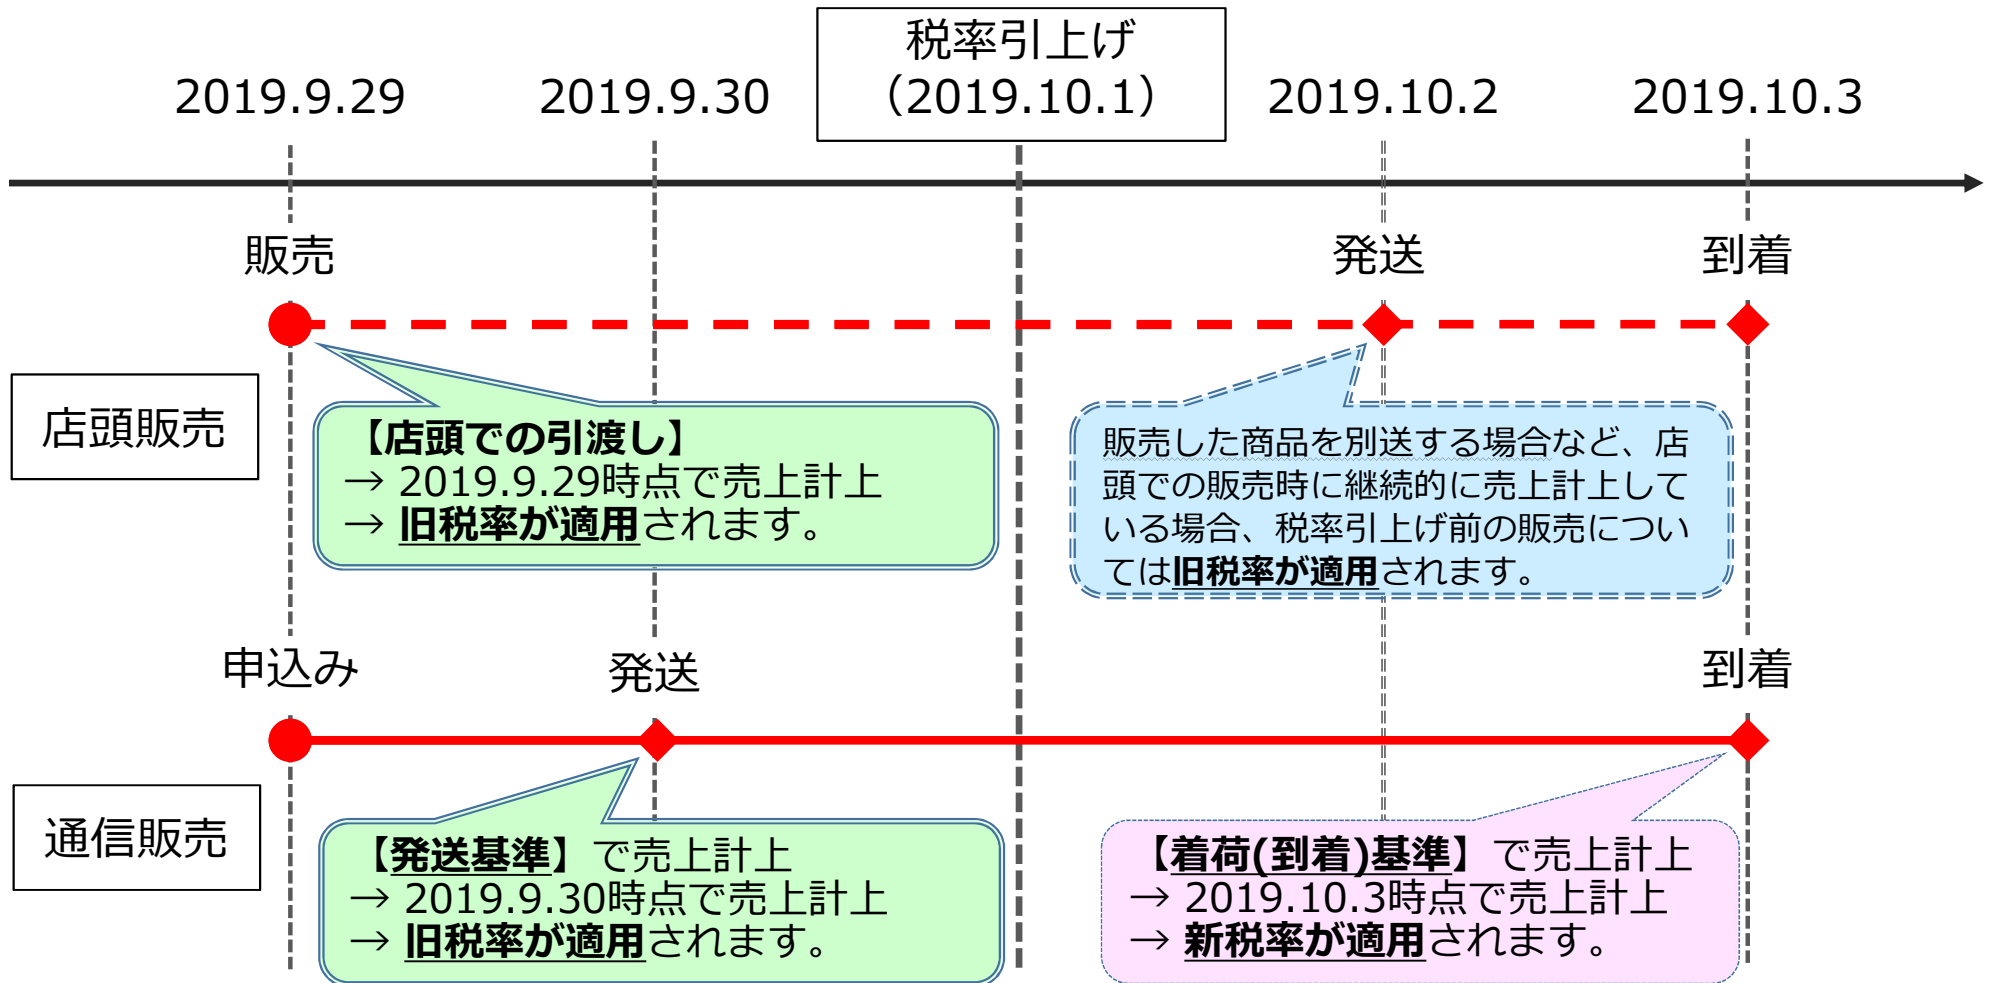 税率引上げ
2019.9.29 2019.9.30 （2019.10.1） 2019.10.2 2019.10.3
販売 発送 到着
店頭販売
【店頭での引渡し】
→ 2019.9.29時点で売上計上
→ 旧税率が適用されます。
販売した商品を別送する場合など、店
頭での販売時に継続的に売上計上して
いる場合、税率引上げ前の販売につい
ては旧税率が適用されます。
申込み 発送 到着
通信販売
【発送基準】で売上計上
→ 2019.9.30時点で売上計上
→ 旧税率が適用されます。
【着荷(到着)基準】で売上計上
→ 2019.10.3時点で売上計上
→ 新税率が適用されます。